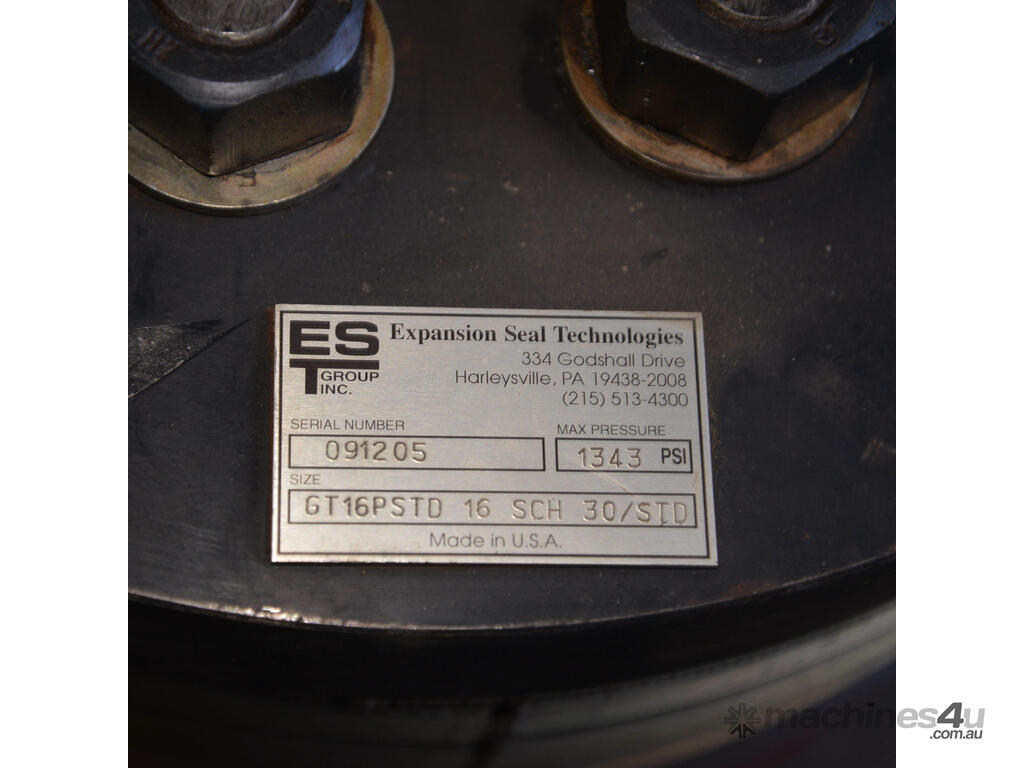 EST GROUP INC.
Expansion Seal Technologies
334 Godshall Drive
Harleysville, PA 19438-2008
(215) 513-4300
SERIAL NUMBER
091205
MAX PRESSURE
1343 PSI
SIZE
GT16PSTD 16 SCH 30/STD
Made in U.S.A.
machines4u
.com.au